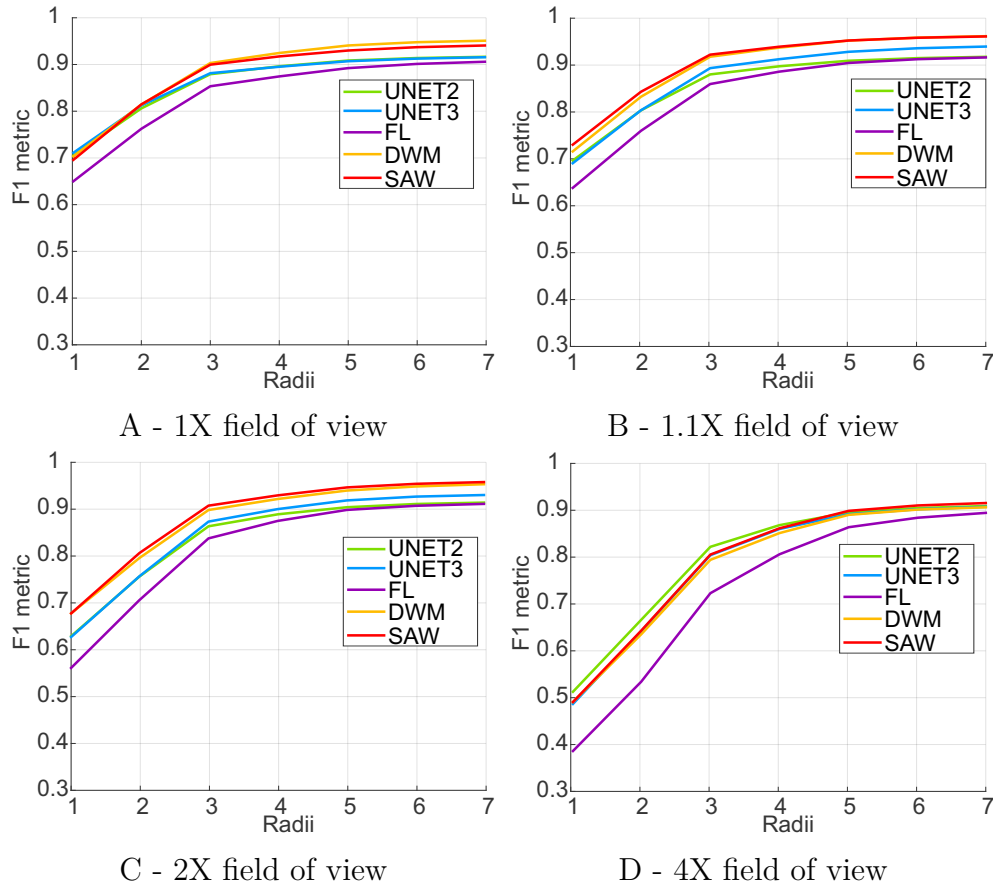 1
0.9
0.8
0.7
0.6
0.5
0.4
0.3
F1 metric
UNET2
UNET3
FL
DWM
SAW
1 2 3 4 5 6 7
Radii
A - 1X field of view
1
0.9
0.8
0.7
0.6
0.5
0.4
0.3
F1 metric
UNET2
UNET3
FL
DWM
SAW
1 2 3 4 5 6 7
Radii
B - 1.1X field of view
1
0.9
0.8
0.7
0.6
0.5
0.4
0.3
F1 metric
UNET2
UNET3
FL
DWM
SAW
1 2 3 4 5 6 7
Radii
C - 2X field of view
1
0.9
0.8
0.7
0.6
0.5
0.4
0.3
F1 metric
UNET2
UNET3
FL
DWM
SAW
1 2 3 4 5 6 7
Radii
D - 4X field of view